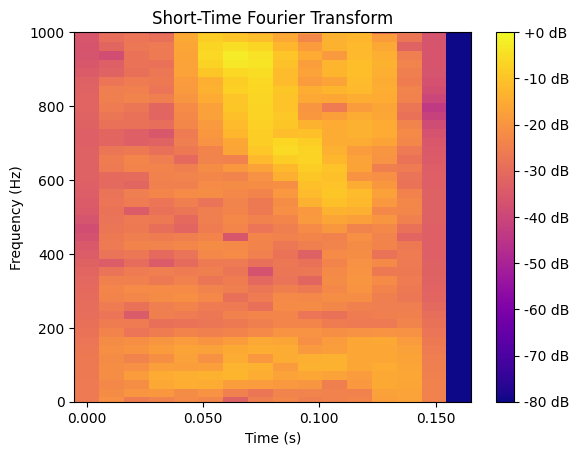 Short-Time Fourier Transform
1000
800
600
400
200
0
Frequency (Hz)
0.000
0.050
0.100
0.150
Time (s)
+0 dB
-10 dB
-20 dB
-30 dB
-40 dB
-50 dB
-60 dB
-70 dB
-80 dB